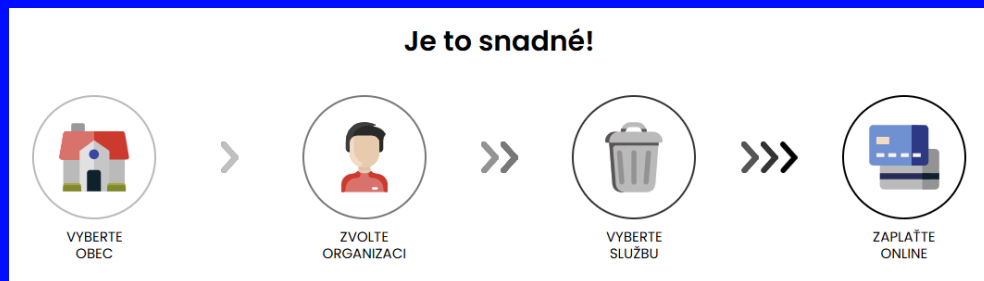 Je to snadné!
VYBERTE
OBEC
ZVOLTE
ORGANIZACI
VYBERTE
SLUŽBU
ZAPLAŤTE
ONLINE